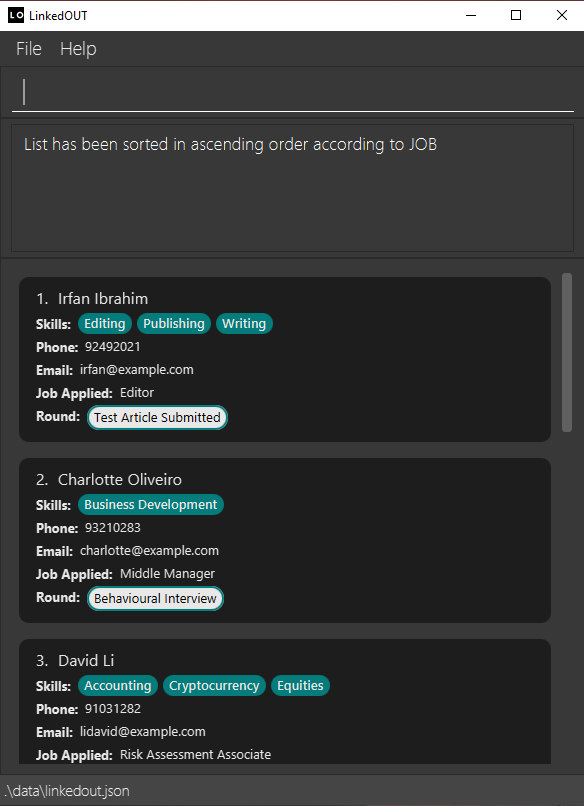 LO LinkedOUT
File Help
List has been sorted in ascending order according to JOB
1. Irfan Ibrahim
Skills: Editing Publishing Writing
Phone: 92492021
Email: irfan@example.com
Job Applied: Editor
Round: Test Article Submitted
2. Charlotte Oliveiro
Skills: Business Development
Phone: 93210283
Email: charlotte@example.com
Job Applied: Middle Manager
Round: Behavioural Interview
3. David Li
Skills: Accounting Cryptocurrency Equities
Phone: 91031282
Email: lidavid@example.com
Job Applied: Risk Assessment Associate
.\data\linkedout.json